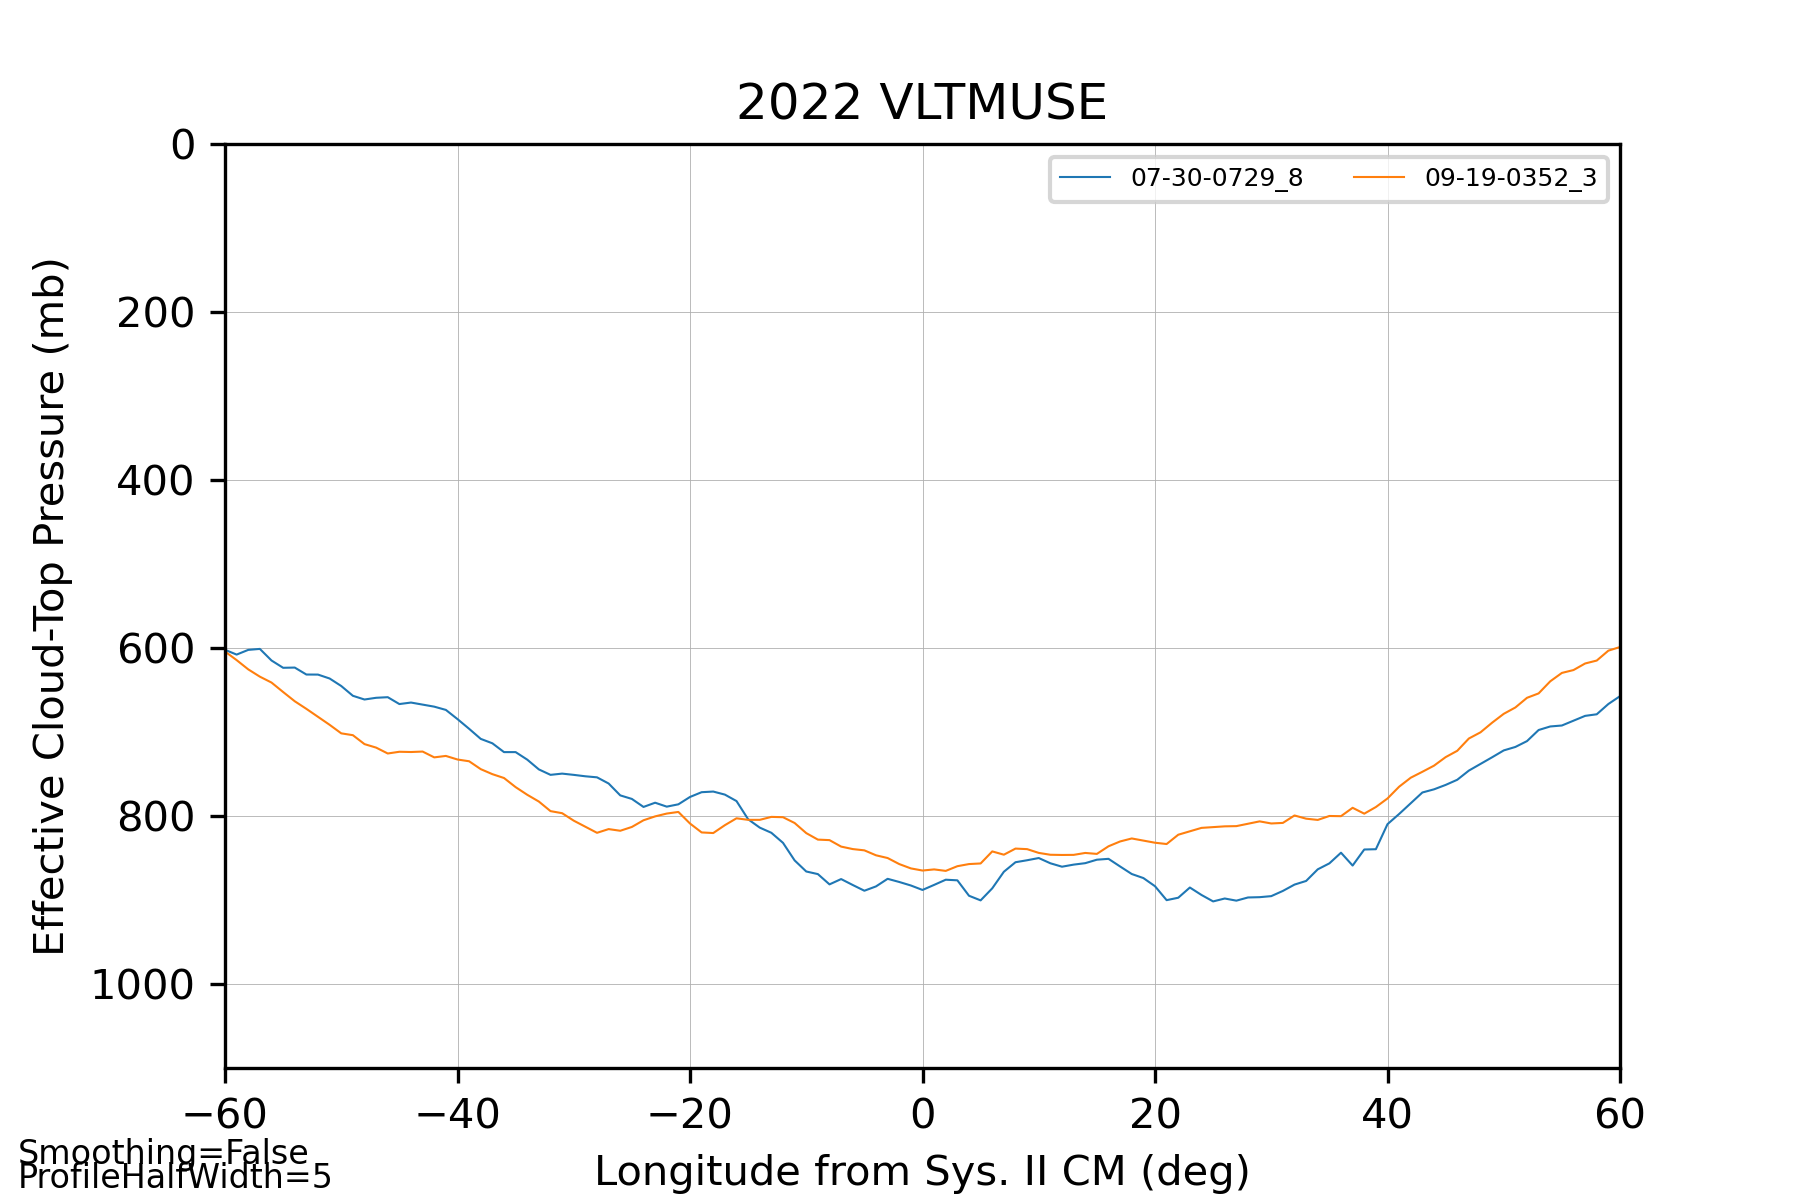 2022 VLTMUSE
07-30-0729_8 09-19-0352_3
Effective Cloud-Top Pressure (mb)
0
200
400
600
800
1000
−60 −40 −20 0 20 40 60
Longitude from Sys. II CM (deg)
Smoothing=False
ProfileHalfWidth=5